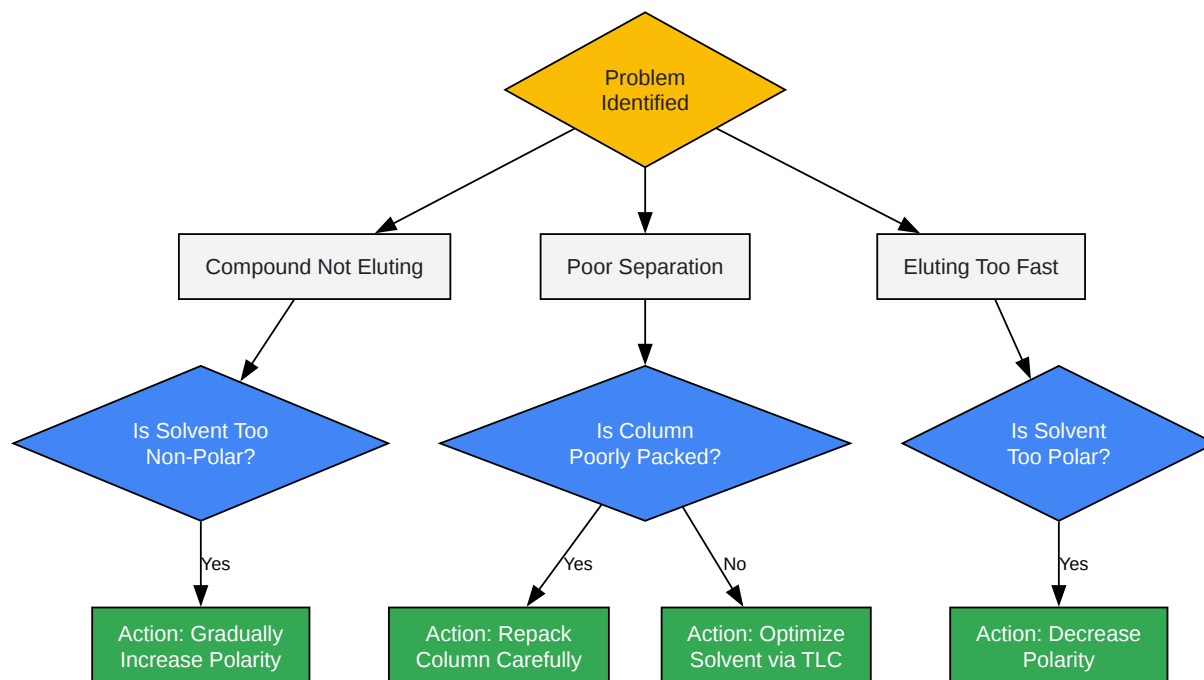 Problem
Identified
Compound Not Eluting
Poor Separation
Eluting Too Fast
Is Solvent Too
Non-Polar?
Is Column
Poorly Packed?
Is Solvent
Too Polar?
Yes
Yes
No
Yes
Action: Gradually
Increase Polarity
Action: Repack
Column Carefully
Action: Optimize
Solvent via TLC
Action: Decrease
Polarity